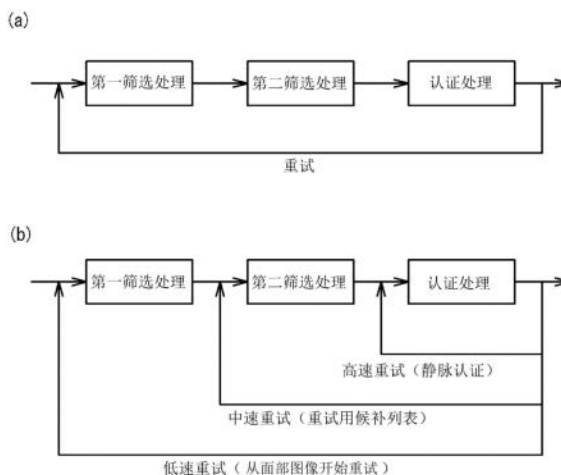 (a)
第一筛选处理 第二筛选处理 认证处理
重试
(b)
第一筛选处理 第二筛选处理 认证处理
高速重试（静脉认证）
中速重试（重试用候补列表）
低速重试（从面部图像开始重试）